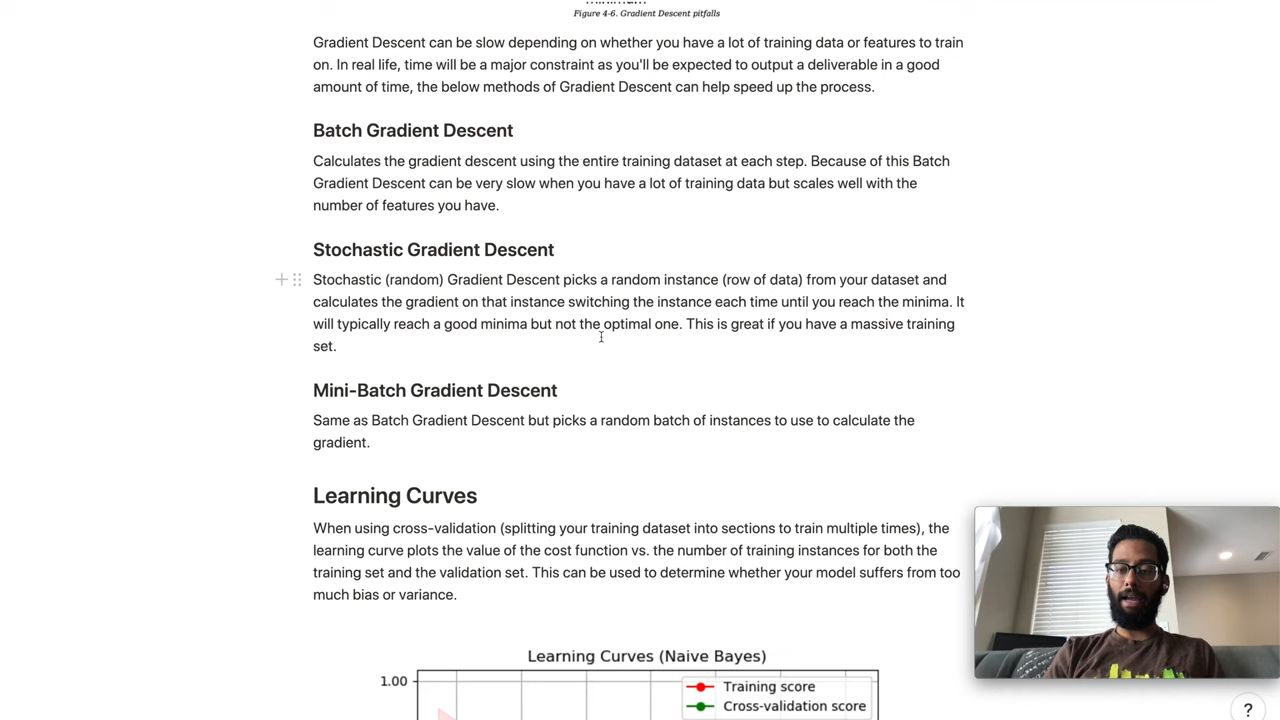 Figure 4-6. Gradient Descent pitfalls
Gradient Descent can be slow depending on whether you have a lot of training data or features to train
on. In real life, time will be a major constraint as you'll be expected to output a deliverable in a good
amount of time, the below methods of Gradient Descent can help speed up the process.
Batch Gradient Descent
Calculates the gradient descent using the entire training dataset at each step. Because of this Batch
Gradient Descent can be very slow when you have a lot of training data but scales well with the
number of features you have.
Stochastic Gradient Descent
Stochastic (random) Gradient Descent picks a random instance (row of data) from your dataset and
calculates the gradient on that instance switching the instance each time until you reach the minima. It
will typically reach a good minima but not the optimal one. This is great if you have a massive training
set.
Mini-Batch Gradient Descent
Same as Batch Gradient Descent but picks a random batch of instances to use to calculate the
gradient.
Learning Curves
When using cross-validation (splitting your training dataset into sections to train multiple times), the
learning curve plots the value of the cost function vs. the number of training instances for both the
training set and the validation set. This can be used to determine whether your model suffers from too
much bias or variance.
Learning Curves (Naive Bayes)
1.00
Training score
Cross-validation score
?